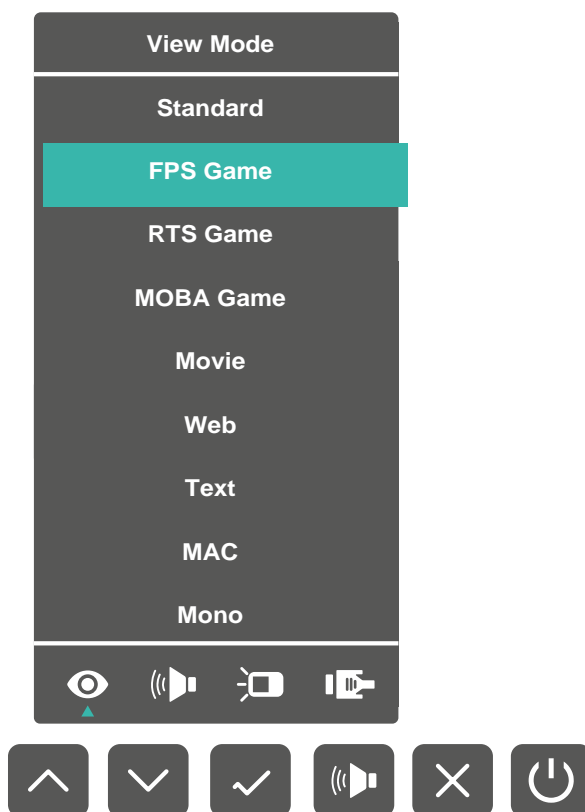 View Mode
Standard
FPS Game
RTS Game
MOBA Game
Movie
Web
Text
MAC
Mono